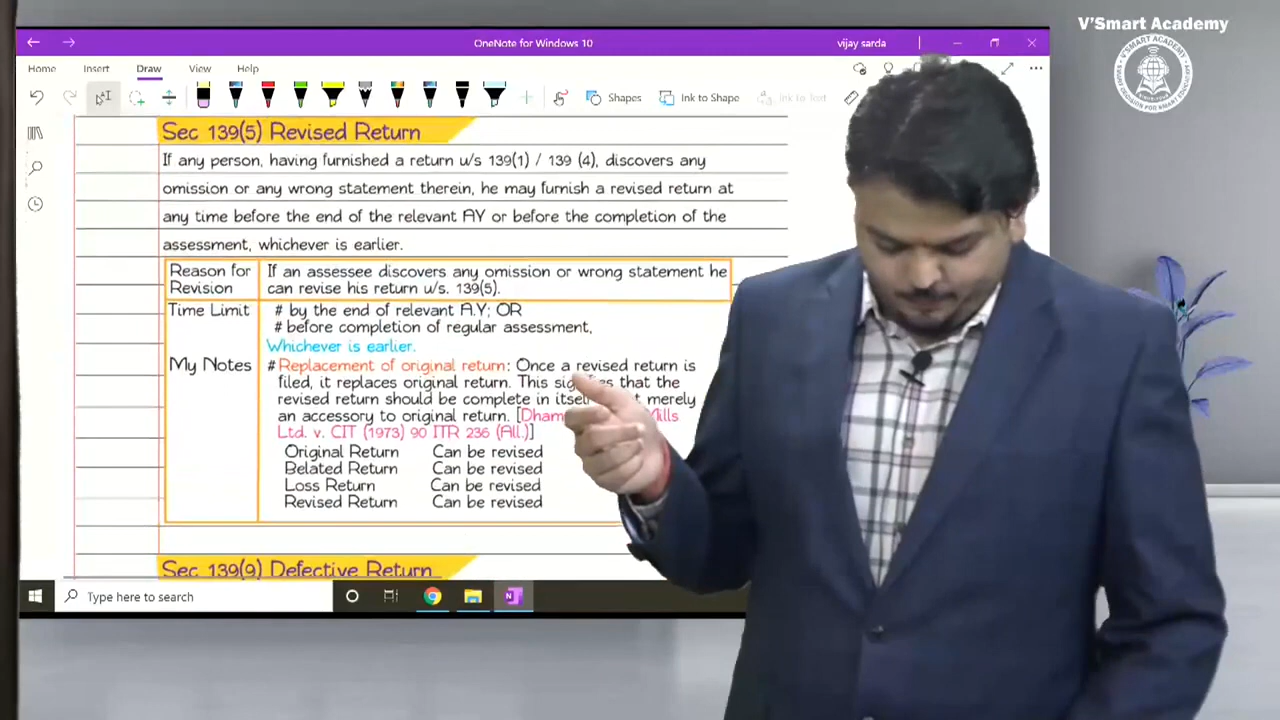 V'Smart Academy
OneNote for Windows 10
vijay sarda
Home Insert Draw View Help
Shapes Ink to Shape Ink to Text
Sec 139(5) Revised Return
If any person, having furnished a return u/s 139(1) / 139 (4), discovers any
omission or any wrong statement therein, he may furnish a revised return at
any time before the end of the relevant AY or before the completion of the
assessment, whichever is earlier.
Reason for Revision
If an assessee discovers any omission or wrong statement he
can revise his return u/s. 139(5).
Time Limit
# by the end of relevant A.Y; OR
# before completion of regular assessment,
Whichever is earlier.
My Notes
# Replacement of original return: Once a revised return is
filed, it replaces original return. This that the
revised return should be complete in itself merely
an accessory to original return. [ Mills
Ltd. v. CIT (1973) 90 ITR 236 (All.)]
Original Return Can be revised
Belated Return Can be revised
Loss Return Can be revised
Revised Return Can be revised
Sec 139(9) Defective Return
Type here to search